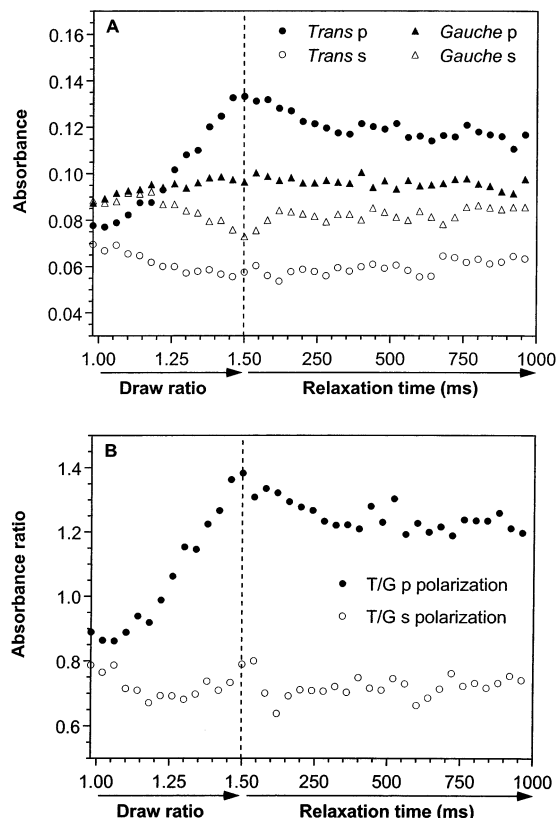 A
Trans p
Gauche p
Trans s
Gauche s
Absorbance
0.16
0.14
0.12
0.10
0.08
0.06
0.04
1.00 1.25 1.50 250 500 750 1000
Draw ratio Relaxation time (ms)
B
Absorbance ratio
1.4
1.2
1.0
0.8
0.6
T/G p polarization
T/G s polarization
1.00 1.25 1.50 250 500 750 1000
Draw ratio Relaxation time (ms)